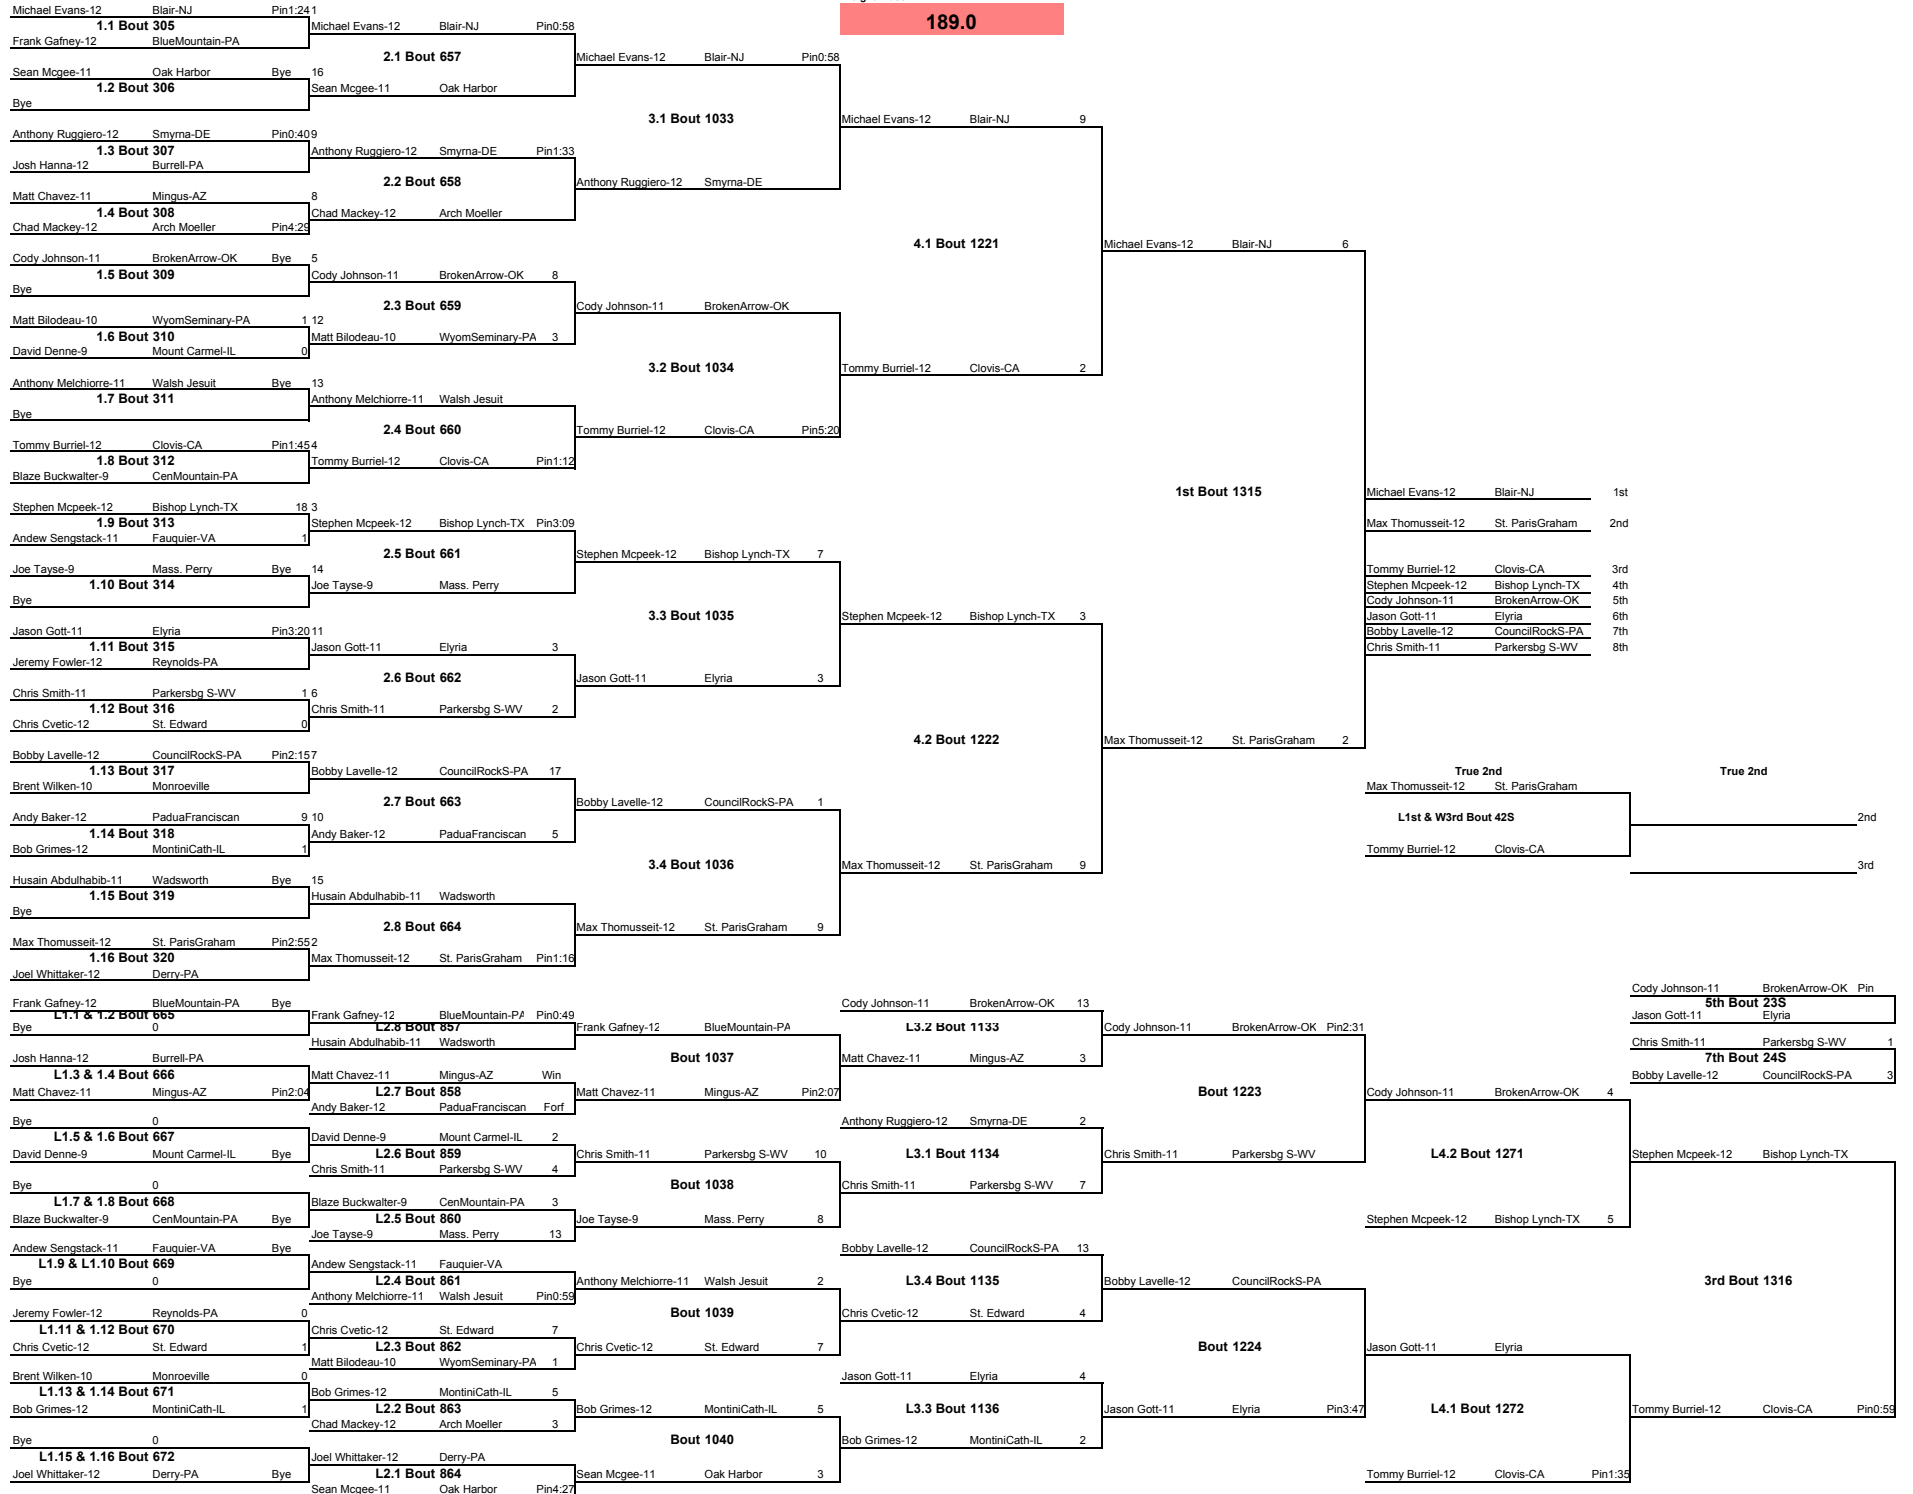 189.0
Michael Evans-12 Blair-NJ Pin1:24 1
1.1 Bout 305
Frank Gafney-12 BlueMountain-PA
Sean Mcgee-11 Oak Harbor Bye 16
1.2 Bout 306
Bye
Anthony Ruggiero-12 Smyrna-DE Pin0:40 9
1.3 Bout 307
Josh Hanna-12 Burrell-PA
Matt Chavez-11 Mingus-AZ 8
1.4 Bout 308
Chad Mackey-12 Arch Moeller Pin4:29
Cody Johnson-11 BrokenArrow-OK Bye 5
1.5 Bout 309
Bye
Matt Bilodeau-10 WyomSeminary-PA 1 12
1.6 Bout 310
David Denne-9 Mount Carmel-IL 0
Anthony Melchiorre-11 Walsh Jesuit Bye 13
1.7 Bout 311
Bye
Tommy Burriel-12 Clovis-CA Pin1:45 4
1.8 Bout 312
Blaze Buckwalter-9 CenMountain-PA
Stephen Mcpeek-12 Bishop Lynch-TX 18 3
1.9 Bout 313
Andew Sengstack-11 Fauquier-VA 1
Joe Tayse-9 Mass. Perry Bye 14
1.10 Bout 314
Bye
Jason Gott-11 Elyria Pin3:20 11
1.11 Bout 315
Jeremy Fowler-12 Reynolds-PA
Chris Smith-11 Parkersbg S-WV 1 6
1.12 Bout 316
Chris Cvetic-12 St. Edward 0
Bobby Lavelle-12 CouncilRockS-PA Pin2:15 7
1.13 Bout 317
Brent Wilken-10 Monroeville
Andy Baker-12 PaduaFranciscan 9 10
1.14 Bout 318
Bob Grimes-12 MontiniCath-IL 1
Husain Abdulhabib-11 Wadsworth Bye 15
1.15 Bout 319
Bye
Max Thomusseit-12 St. ParisGraham Pin2:55 2
1.16 Bout 320
Joel Whittaker-12 Derry-PA
Michael Evans-12 Blair-NJ Pin0:58
2.1 Bout 657
Sean Mcgee-11 Oak Harbor
Anthony Ruggiero-12 Smyrna-DE Pin1:33
2.2 Bout 658
Chad Mackey-12 Arch Moeller
Cody Johnson-11 BrokenArrow-OK 8
2.3 Bout 659
Matt Bilodeau-10 WyomSeminary-PA 3
Anthony Melchiorre-11 Walsh Jesuit
2.4 Bout 660
Tommy Burriel-12 Clovis-CA Pin1:12
Stephen Mcpeek-12 Bishop Lynch-TX Pin3:09
2.5 Bout 661
Joe Tayse-9 Mass. Perry
Jason Gott-11 Elyria 3
2.6 Bout 662
Chris Smith-11 Parkersbg S-WV 2
Bobby Lavelle-12 CouncilRockS-PA 17
2.7 Bout 663
Andy Baker-12 PaduaFranciscan 5
Husain Abdulhabib-11 Wadsworth
2.8 Bout 664
Max Thomusseit-12 St. ParisGraham Pin1:16
Michael Evans-12 Blair-NJ Pin0:58
3.1 Bout 1033
Anthony Ruggiero-12 Smyrna-DE
Cody Johnson-11 BrokenArrow-OK
3.2 Bout 1034
Tommy Burriel-12 Clovis-CA Pin5:20
Stephen Mcpeek-12 Bishop Lynch-TX 7
3.3 Bout 1035
Jason Gott-11 Elyria 3
Bobby Lavelle-12 CouncilRockS-PA 1
3.4 Bout 1036
Max Thomusseit-12 St. ParisGraham 9
Michael Evans-12 Blair-NJ 9
4.1 Bout 1221
Tommy Burriel-12 Clovis-CA 2
Stephen Mcpeek-12 Bishop Lynch-TX 3
4.2 Bout 1222
Max Thomusseit-12 St. ParisGraham 9
Michael Evans-12 Blair-NJ 6
1st Bout 1315
Max Thomusseit-12 St. ParisGraham 2
Michael Evans-12 Blair-NJ 1st
Max Thomusseit-12 St. ParisGraham 2nd
Tommy Burriel-12 Clovis-CA 3rd
Stephen Mcpeek-12 Bishop Lynch-TX 4th
Cody Johnson-11 BrokenArrow-OK 5th
Jason Gott-11 Elyria 6th
Bobby Lavelle-12 CouncilRockS-PA 7th
Chris Smith-11 Parkersbg S-WV 8th
True 2nd True 2nd
Max Thomusseit-12 St. ParisGraham
L1st & W3rd Bout 42S 2nd
Tommy Burriel-12 Clovis-CA
3rd
Frank Gafney-12 BlueMountain-PA Bye
L1.1 & 1.2 Bout 665
Bye 0
Josh Hanna-12 Burrell-PA
L1.3 & 1.4 Bout 666
Matt Chavez-11 Mingus-AZ Pin2:04
Bye 0
L1.5 & 1.6 Bout 667
David Denne-9 Mount Carmel-IL Bye
Bye 0
L1.7 & 1.8 Bout 668
Blaze Buckwalter-9 CenMountain-PA Bye
Andew Sengstack-11 Fauquier-VA Bye
L1.9 & L1.10 Bout 669
Bye 0
Jeremy Fowler-12 Reynolds-PA 0
L1.11 & 1.12 Bout 670
Chris Cvetic-12 St. Edward 1
Brent Wilken-10 Monroeville 0
L1.13 & 1.14 Bout 671
Bob Grimes-12 MontiniCath-IL 1
Bye 0
L1.15 & 1.16 Bout 672
Joel Whittaker-12 Derry-PA Bye
Frank Gafney-12 BlueMountain-PA Pin0:49
L2.8 Bout 857
Husain Abdulhabib-11 Wadsworth
Matt Chavez-11 Mingus-AZ Win
L2.7 Bout 858
Andy Baker-12 PaduaFranciscan Forf
David Denne-9 Mount Carmel-IL 2
L2.6 Bout 859
Chris Smith-11 Parkersbg S-WV 4
Blaze Buckwalter-9 CenMountain-PA 3
L2.5 Bout 860
Joe Tayse-9 Mass. Perry 13
Andew Sengstack-11 Fauquier-VA
L2.4 Bout 861
Anthony Melchiorre-11 Walsh Jesuit Pin0:59
Chris Cvetic-12 St. Edward 7
L2.3 Bout 862
Matt Bilodeau-10 WyomSeminary-PA 1
Bob Grimes-12 MontiniCath-IL 5
L2.2 Bout 863
Chad Mackey-12 Arch Moeller 3
Joel Whittaker-12 Derry-PA
L2.1 Bout 864
Sean Mcgee-11 Oak Harbor Pin4:27
Frank Gafney-12 BlueMountain-PA
Bout 1037
Matt Chavez-11 Mingus-AZ Pin2:07
Chris Smith-11 Parkersbg S-WV 10
Bout 1038
Joe Tayse-9 Mass. Perry 8
Anthony Melchiorre-11 Walsh Jesuit 2
Bout 1039
Chris Cvetic-12 St. Edward 7
Bob Grimes-12 MontiniCath-IL 5
Bout 1040
Sean Mcgee-11 Oak Harbor 3
Cody Johnson-11 BrokenArrow-OK 13
L3.2 Bout 1133
Matt Chavez-11 Mingus-AZ 3
Anthony Ruggiero-12 Smyrna-DE 2
L3.1 Bout 1134
Chris Smith-11 Parkersbg S-WV 7
Bobby Lavelle-12 CouncilRockS-PA 13
L3.4 Bout 1135
Chris Cvetic-12 St. Edward 4
Jason Gott-11 Elyria 4
L3.3 Bout 1136
Bob Grimes-12 MontiniCath-IL 2
Cody Johnson-11 BrokenArrow-OK Pin2:31
Bout 1223
Chris Smith-11 Parkersbg S-WV
Bobby Lavelle-12 CouncilRockS-PA
Bout 1224
Jason Gott-11 Elyria Pin3:47
Cody Johnson-11 BrokenArrow-OK 4
L4.2 Bout 1271
Stephen Mcpeek-12 Bishop Lynch-TX 5
Jason Gott-11 Elyria
L4.1 Bout 1272
Tommy Burriel-12 Clovis-CA Pin1:35
Cody Johnson-11 BrokenArrow-OK Pin
5th Bout 23S
Jason Gott-11 Elyria
Chris Smith-11 Parkersbg S-WV 1
7th Bout 24S
Bobby Lavelle-12 CouncilRockS-PA 3
Stephen Mcpeek-12 Bishop Lynch-TX
3rd Bout 1316
Tommy Burriel-12 Clovis-CA Pin0:59